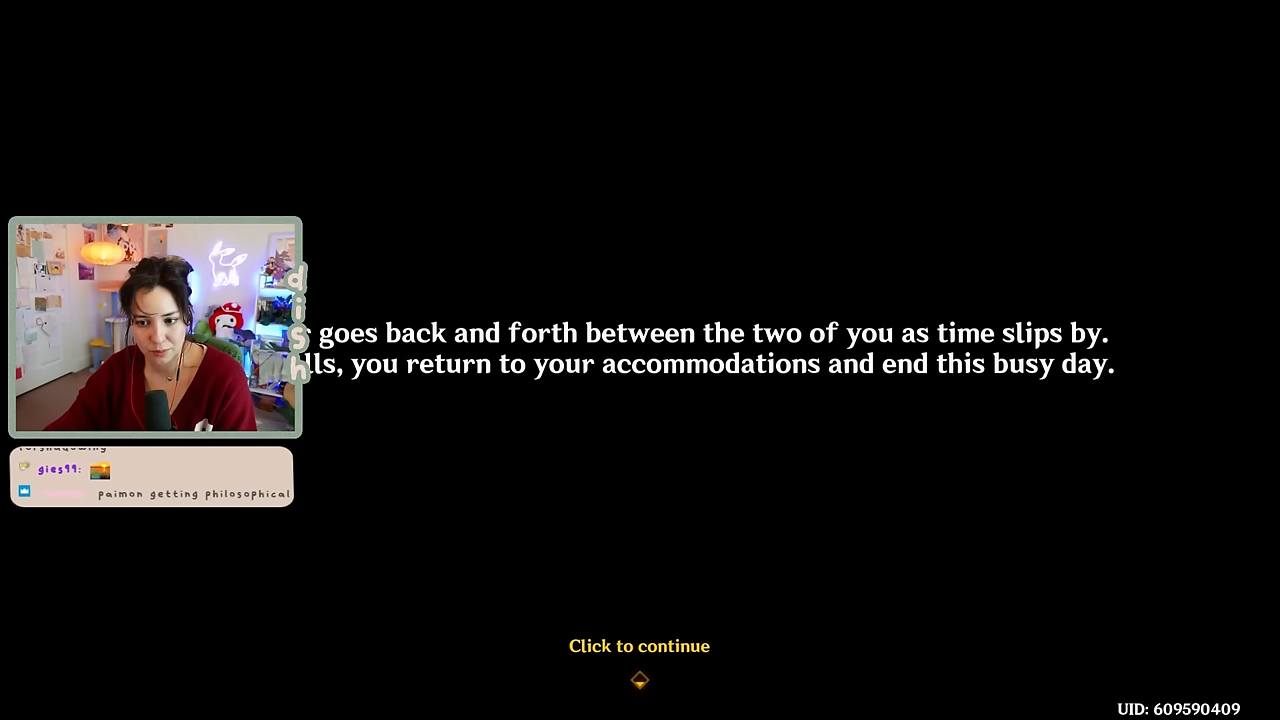 goes back and forth between the two of you as time slips by.
you return to your accommodations and end this busy day.
dish
gies99:
paimon getting philosophical
Click to continue
UID: 609590409